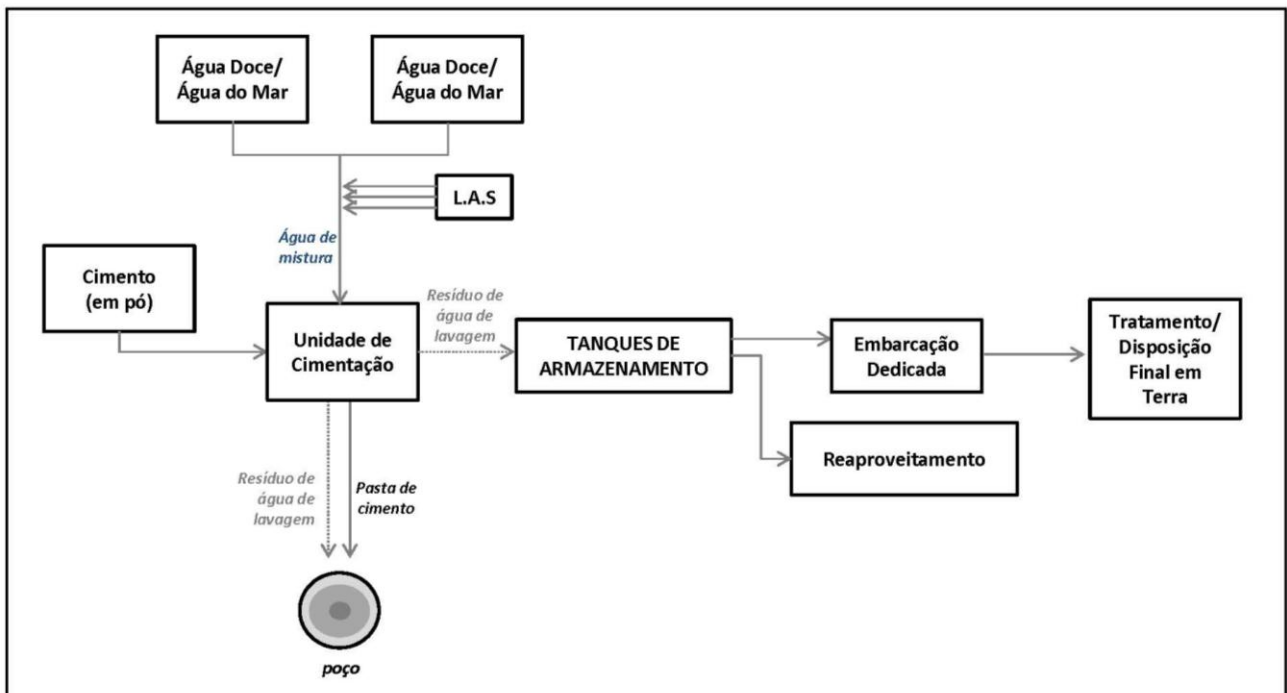 Água Doce/
Água do Mar
Água Doce/
Água do Mar
L.A.S
Água de
mistura
Cimento
(em pó)
Unidade de
Cimentação
Resíduo de
água de
lavagem
TANQUES DE
ARMAZENAMENTO
Embarcação
Dedicada
Tratamento/
Disposição
Final em
Terra
Reaproveitamento
Resíduo de
água de
lavagem
Pasta de
cimento
poço